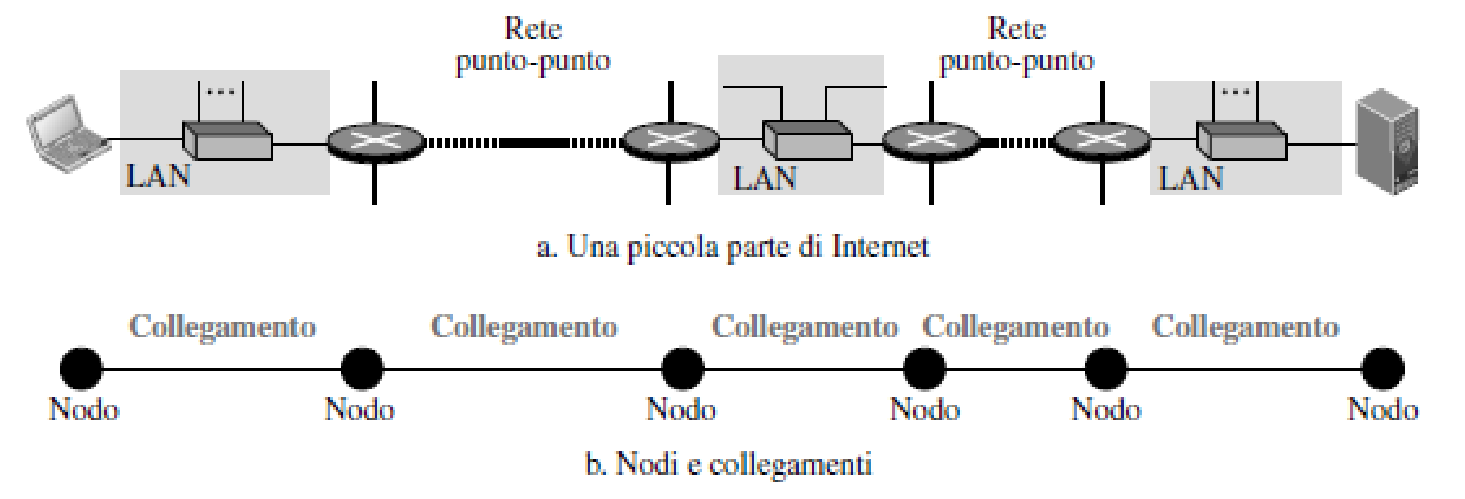 Rete
punto-punto
Rete
punto-punto
...
LAN
LAN
...
LAN
a. Una piccola parte di Internet
Collegamento Collegamento Collegamento Collegamento Collegamento
Nodo Nodo Nodo Nodo Nodo Nodo
b. Nodi e collegamenti